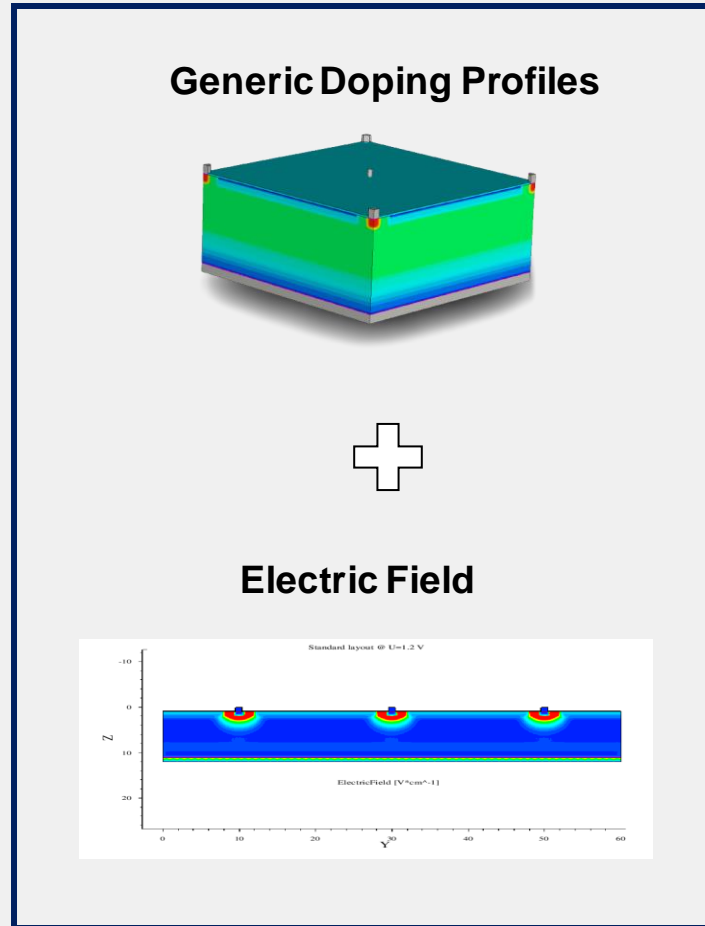 Generic Doping Profiles
Electric Field
Standard layout @ U=1.2 V
-10
0
Z
10
ElectricField [V*cm^-1]
20
0 10 20 30 40 50 60
Y